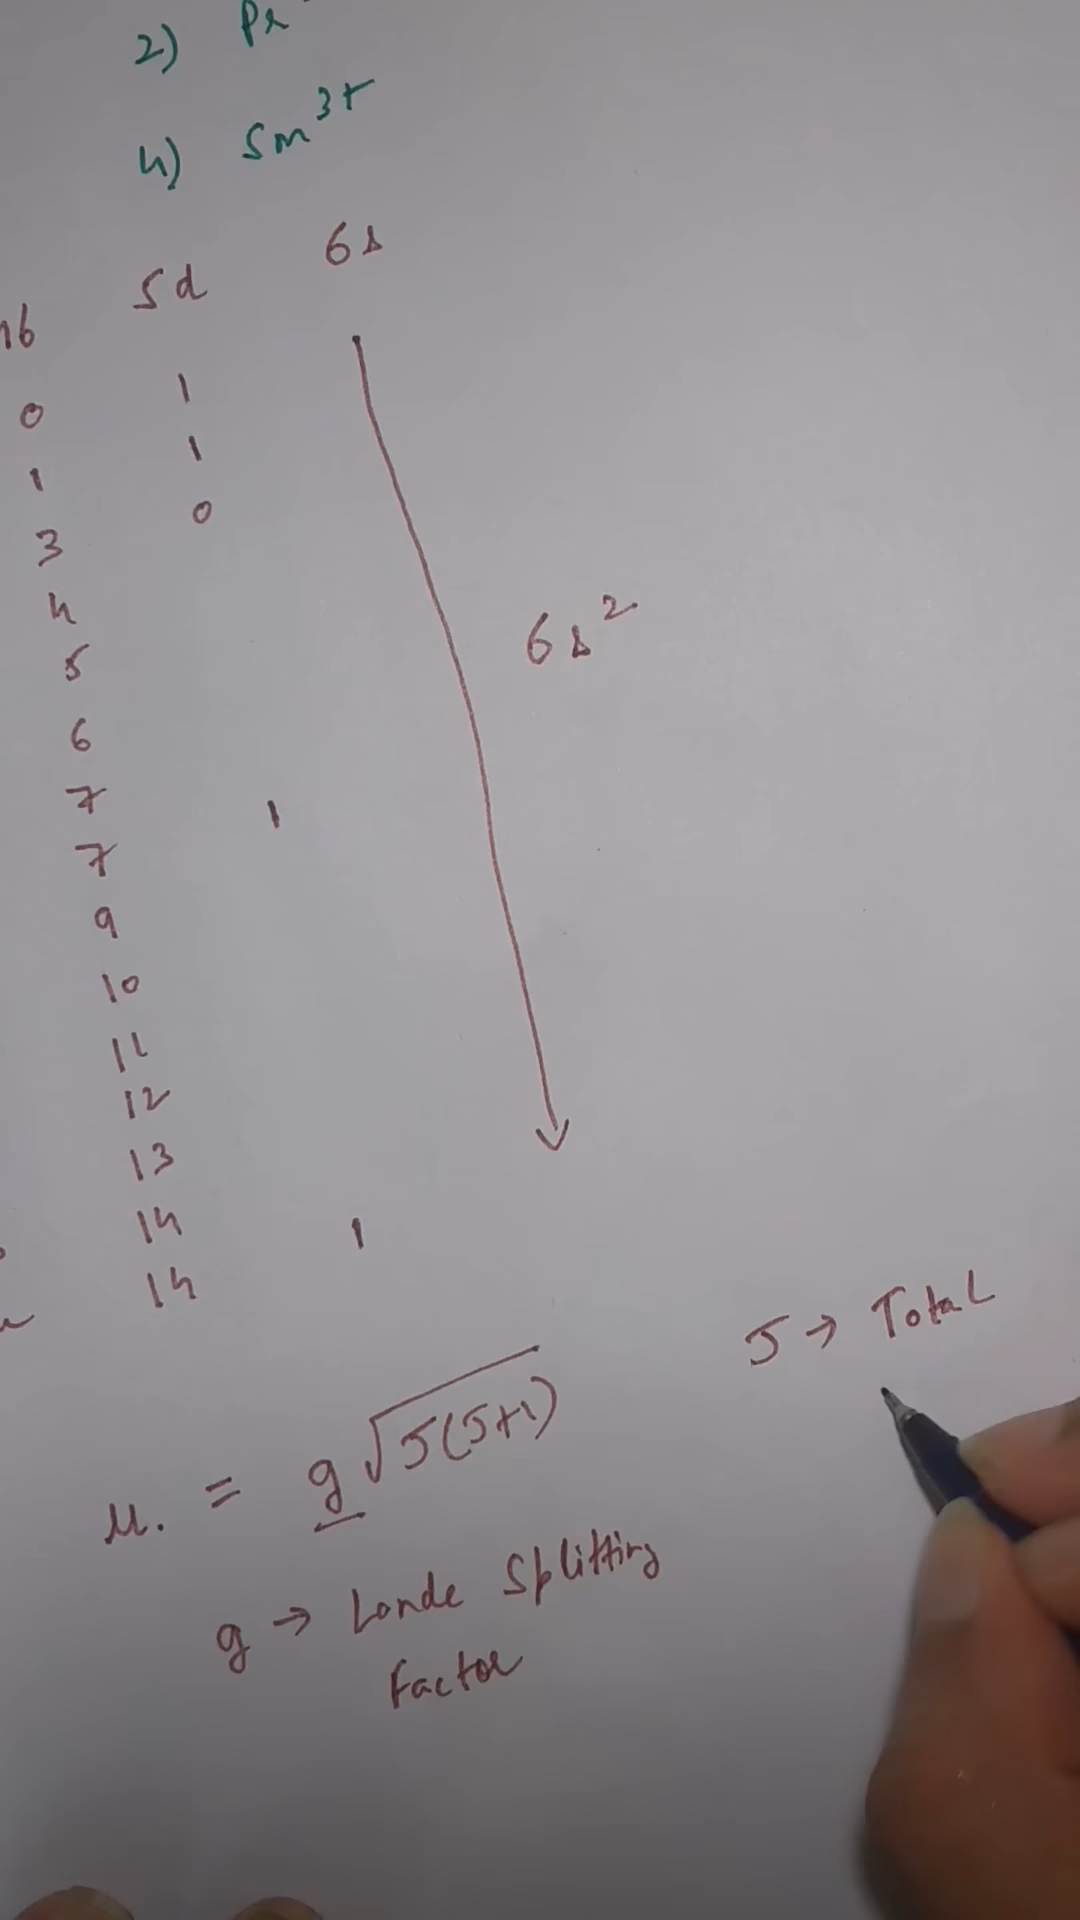 2) Pr
4) Sm³⁺
5d 6s
0 1
1 1
3 0
4
5
6s²
6
7 1
7
9
10
11
12
13
14 1
14
J → Total
μ. = g√J(J+1)
g → Lande Splitting
Factor